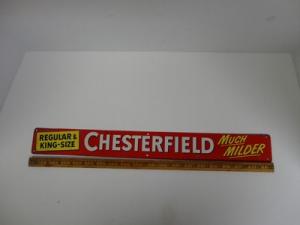 REGULAR &
KING-SIZE
CHESTERFIELD
MUCH
MILDER